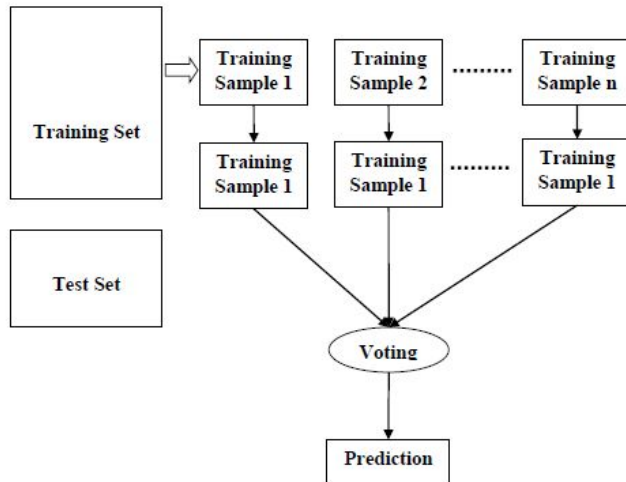 Training
Sample 1
Training
Sample 2
.........
Training
Sample n
Training Set
Training
Sample 1
Training
Sample 1
.........
Training
Sample 1
Test Set
Voting
Prediction